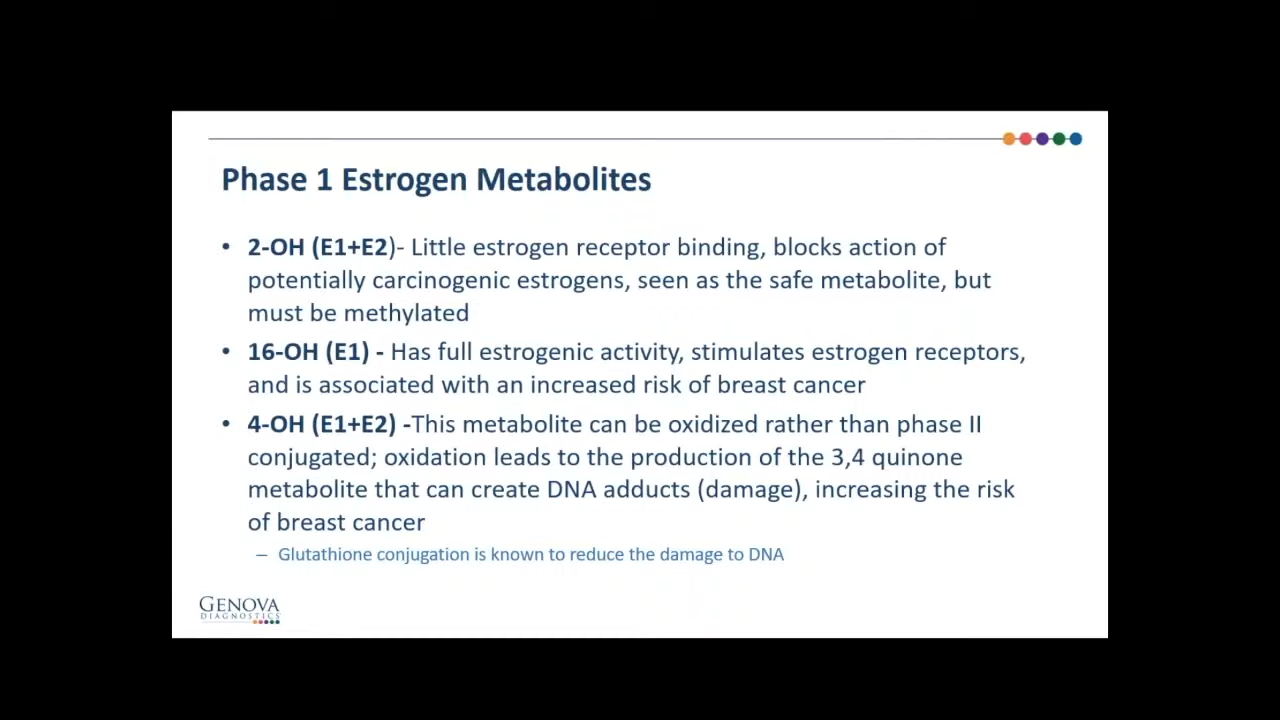 Phase 1 Estrogen Metabolites
• 2-OH (E1+E2)- Little estrogen receptor binding, blocks action of
potentially carcinogenic estrogens, seen as the safe metabolite, but
must be methylated
• 16-OH (E1) - Has full estrogenic activity, stimulates estrogen receptors,
and is associated with an increased risk of breast cancer
• 4-OH (E1+E2) -This metabolite can be oxidized rather than phase II
conjugated; oxidation leads to the production of the 3,4 quinone
metabolite that can create DNA adducts (damage), increasing the risk
of breast cancer
– Glutathione conjugation is known to reduce the damage to DNA
GENOVA
DIAGNOSTICS